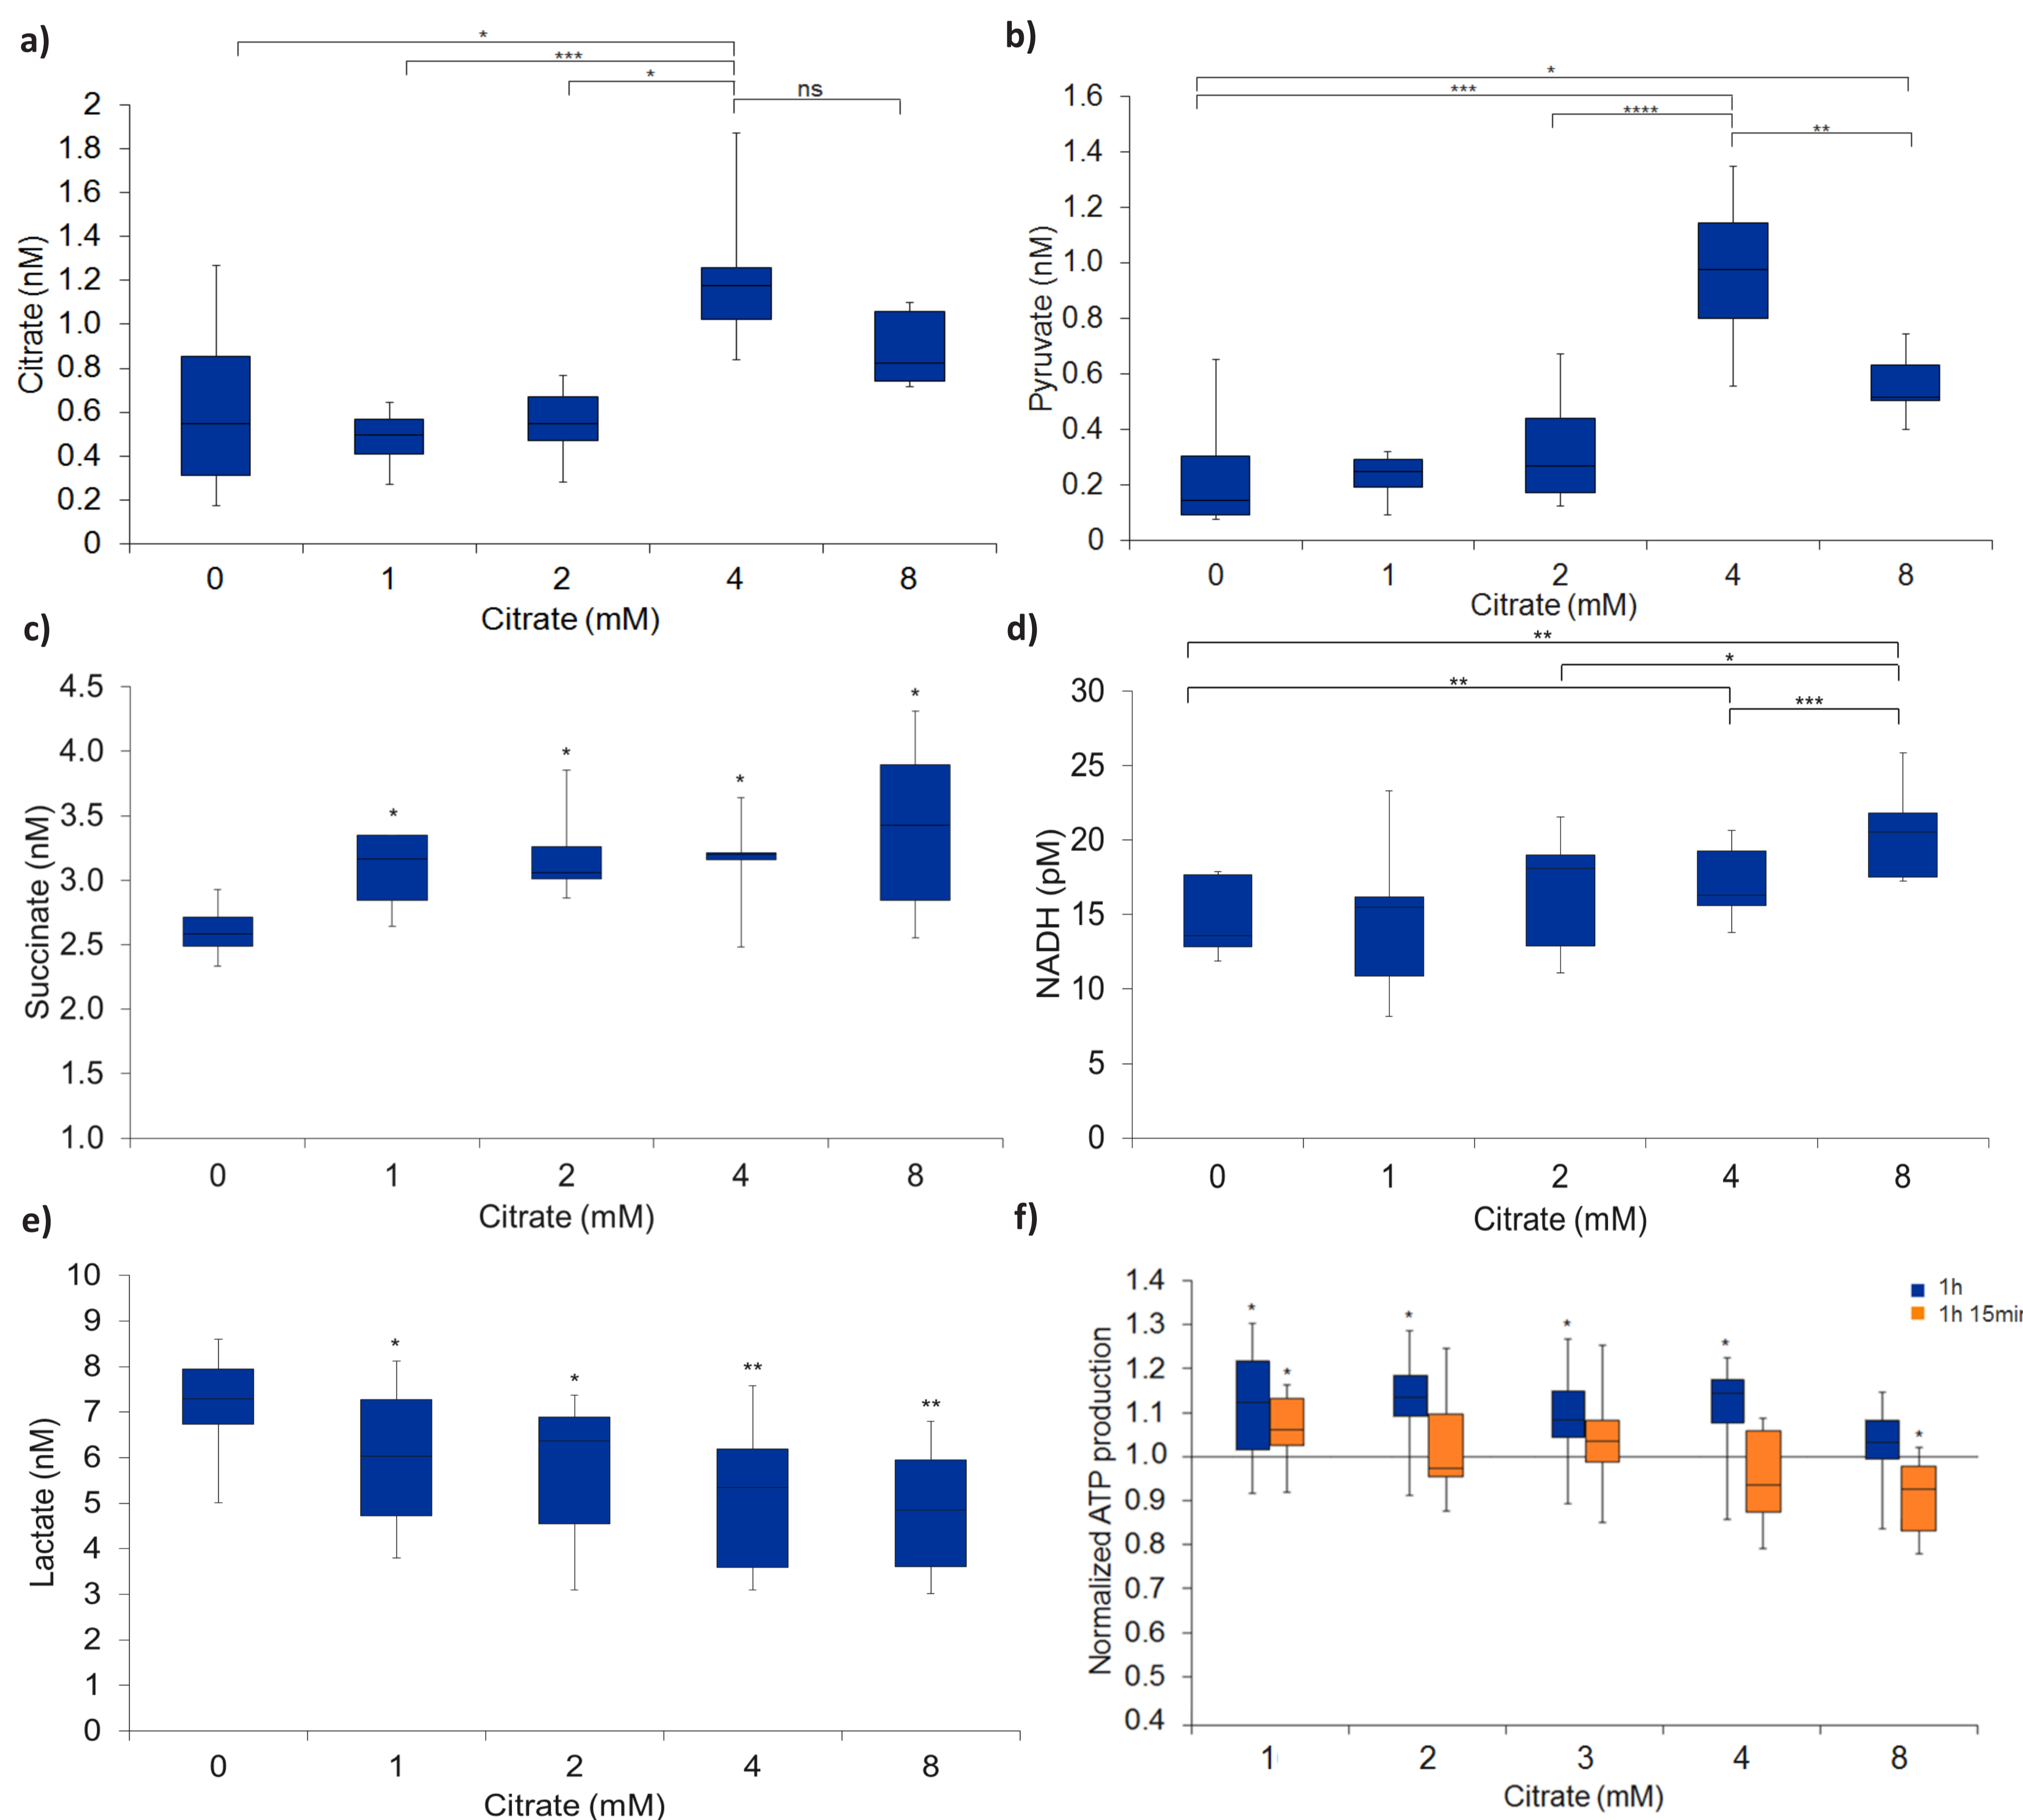 a)
* 
***
*
ns
2
1.8
1.6
1.4
1.2
1.0
0.8
0.6
0.4
0.2
0
Citrate (nM)
0 1 2 4 8
Citrate (mM)
b)
*
***
****
**
1.6
1.4
1.2
1.0
0.8
0.6
0.4
0.2
0
Pyruvate (nM)
0 1 2 4 8
Citrate (mM)
c)
4.5
4.0
3.5
3.0
2.5
2.0
1.5
1.0
Succinate (nM)
* * * *
0 1 2 4 8
Citrate (mM)
d)
**
*
**
***
30
25
20
15
10
5
0
NADH (pM)
0 1 2 4 8
Citrate (mM)
e)
10
9
8
7
6
5
4
3
2
1
0
Lactate (nM)
* * ** **
0 1 2 4 8
Citrate (mM)
f)
1.4
1.3
1.2
1.1
1.0
0.9
0.8
0.7
0.6
0.5
0.4
Normalized ATP production
1h
1h 15min
* * * * * *
1 2 3 4 8
Citrate (mM)